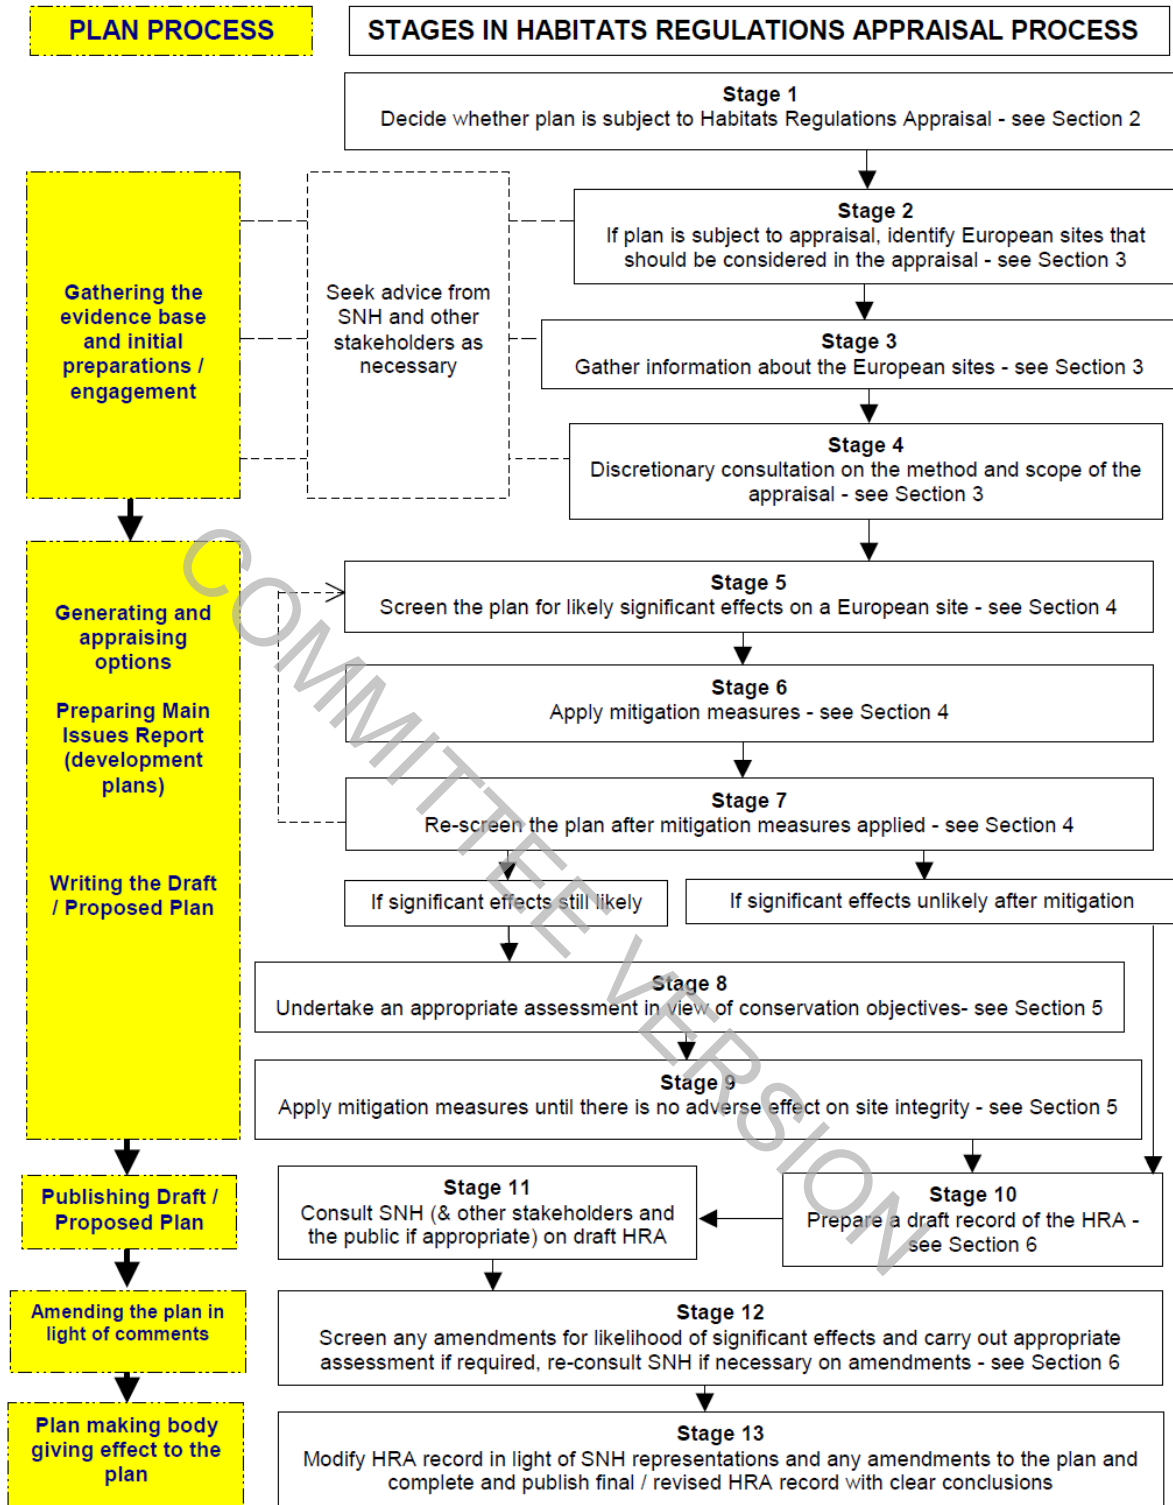 PLAN PROCESS
STAGES IN HABITATS REGULATIONS APPRAISAL PROCESS
Stage 1
Decide whether plan is subject to Habitats Regulations Appraisal - see Section 2
Gathering the
evidence base
and initial
preparations /
engagement
Seek advice from
SNH and other
stakeholders as
necessary
Stage 2
If plan is subject to appraisal, identify European sites that
should be considered in the appraisal - see Section 3
Stage 3
Gather information about the European sites - see Section 3
Stage 4
Discretionary consultation on the method and scope of the
appraisal - see Section 3
Generating and
appraising
options
Preparing Main
Issues Report
(development
plans)
Writing the Draft
/ Proposed Plan
Stage 5
Screen the plan for likely significant effects on a European site - see Section 4
Stage 6
Apply mitigation measures - see Section 4
Stage 7
Re-screen the plan after mitigation measures applied - see Section 4
If significant effects still likely
If significant effects unlikely after mitigation
Stage 8
Undertake an appropriate assessment in view of conservation objectives- see Section 5
Stage 9
Apply mitigation measures until there is no adverse effect on site integrity - see Section 5
Publishing Draft /
Proposed Plan
Stage 11
Consult SNH (& other stakeholders and
the public if appropriate) on draft HRA
Stage 10
Prepare a draft record of the HRA -
see Section 6
Amending the plan in
light of comments
Stage 12
Screen any amendments for likelihood of significant effects and carry out appropriate
assessment if required, re-consult SNH if necessary on amendments - see Section 6
Plan making body
giving effect to the
plan
Stage 13
Modify HRA record in light of SNH representations and any amendments to the plan and
complete and publish final / revised HRA record with clear conclusions
COMMITTEE VERSION